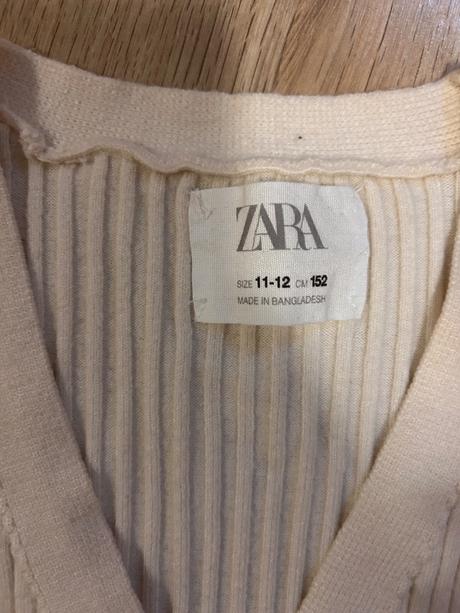 ZARA
SIZE 11-12 CM 152
MADE IN BANGLADESH